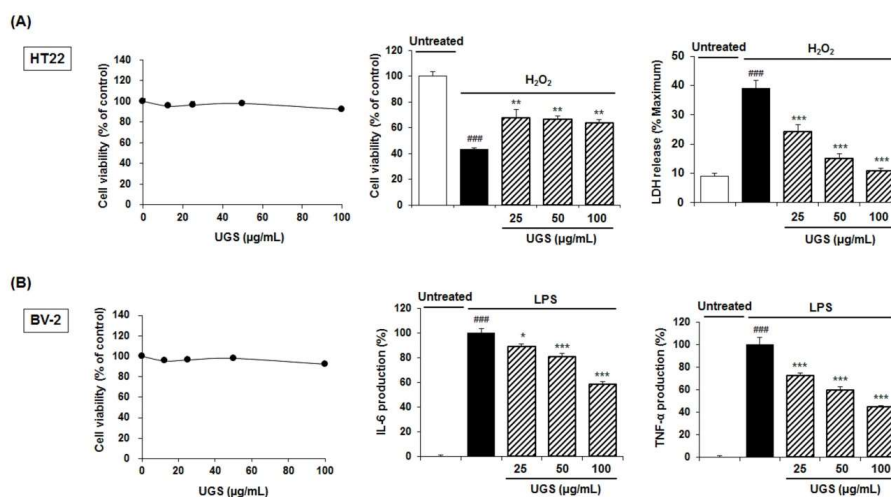 (A)
HT22
Cell viability (% of control)
140
120
100
80
60
40
20
0
0 20 40 60 80 100
UGS (µg/mL)
Cell viability (% of control)
120
100
80
60
40
20
0
Untreated
H₂O₂
###
** ** **
25 50 100
UGS (µg/mL)
LDH release (% Maximum)
50
40
30
20
10
0
Untreated
H₂O₂
###
*** *** ***
25 50 100
UGS (µg/mL)
(B)
BV-2
Cell viability (% of control)
140
120
100
80
60
40
20
0
0 20 40 60 80 100
UGS (µg/mL)
IL-6 production (%)
120
100
80
60
40
20
0
Untreated
LPS
###
* *** ***
25 50 100
UGS (µg/mL)
TNF-α production (%)
120
100
80
60
40
20
0
Untreated
LPS
###
*** *** ***
25 50 100
UGS (µg/mL)